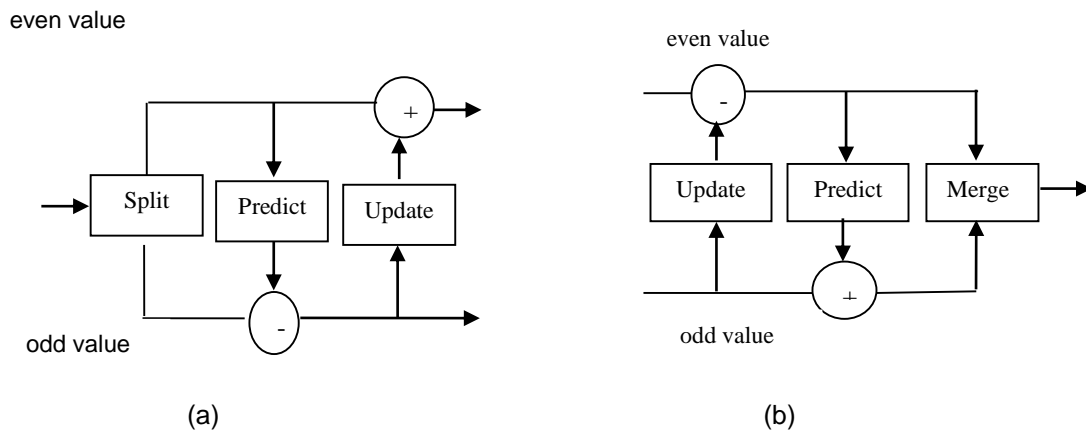 even value
+
Split
Predict
Update
-
odd value
(a)
even value
-
Update
Predict
Merge
+
odd value
(b)